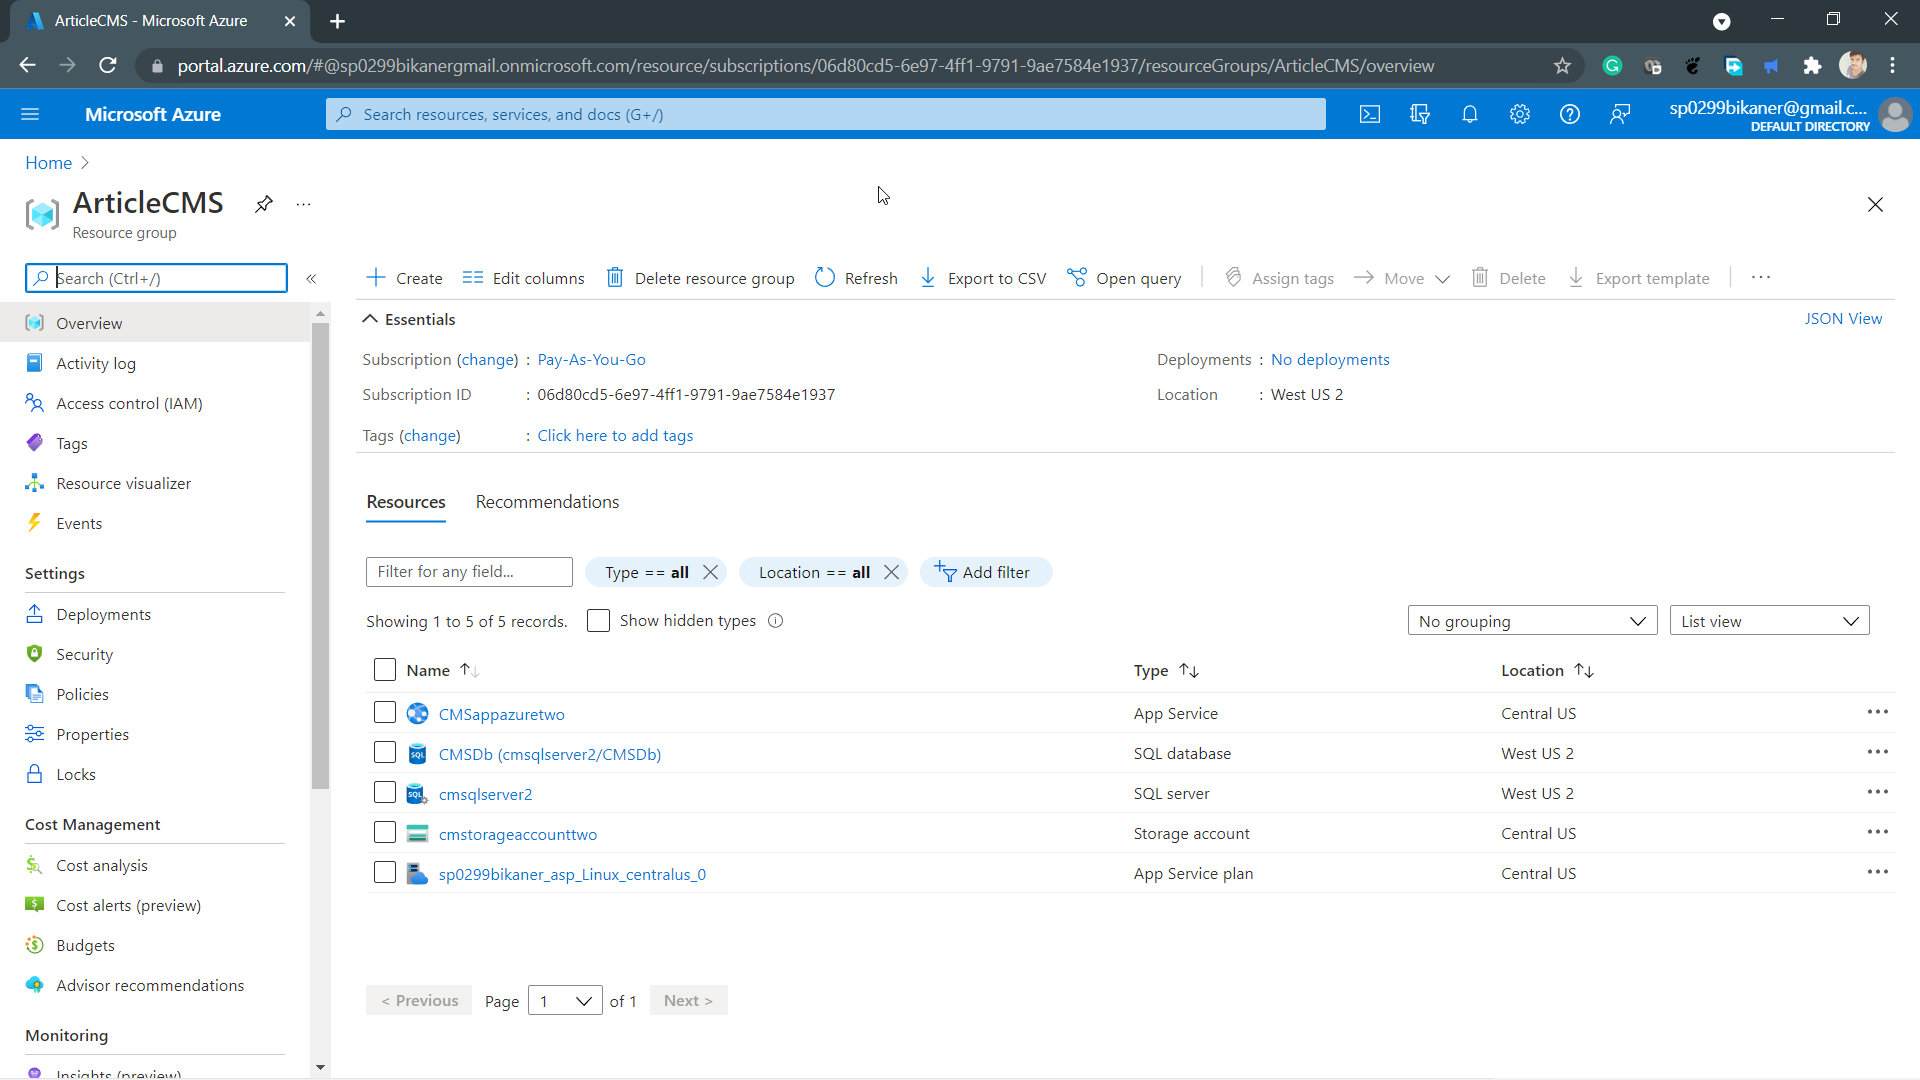 ArticleCMS - Microsoft Azure
portal.azure.com/#@sp0299bikanergmail.onmicrosoft.com/resource/subscriptions/06d80cd5-6e97-4ff1-9791-9ae7584e1937/resourceGroups/ArticleCMS/overview
Microsoft Azure
Search resources, services, and docs (G+/)
sp0299bikaner@gmail.c...
DEFAULT DIRECTORY
Home
ArticleCMS
Resource group
Search (Ctrl+/)
«
Overview
Activity log
Access control (IAM)
Tags
Resource visualizer
Events
Settings
Deployments
Security
Policies
Properties
Locks
Cost Management
Cost analysis
Cost alerts (preview)
Budgets
Advisor recommendations
Monitoring
Insights (preview)
Create
Edit columns
Delete resource group
Refresh
Export to CSV
Open query
Assign tags
Move
Delete
Export template
Essentials
JSON View
Subscription (change) : Pay-As-You-Go
Subscription ID : 06d80cd5-6e97-4ff1-9791-9ae7584e1937
Tags (change) : Click here to add tags
Deployments : No deployments
Location : West US 2
Resources
Recommendations
Filter for any field...
Type == all
Location == all
Add filter
Showing 1 to 5 of 5 records.
Show hidden types
No grouping
List view
Name Type Location
CMSappazuretwo App Service Central US
CMSDb (cmsqlserver2/CMSDb) SQL database West US 2
cmsqlserver2 SQL server West US 2
cmstorageaccounttwo Storage account Central US
sp0299bikaner_asp_Linux_centralus_0 App Service plan Central US
< Previous Page 1 of 1 Next >